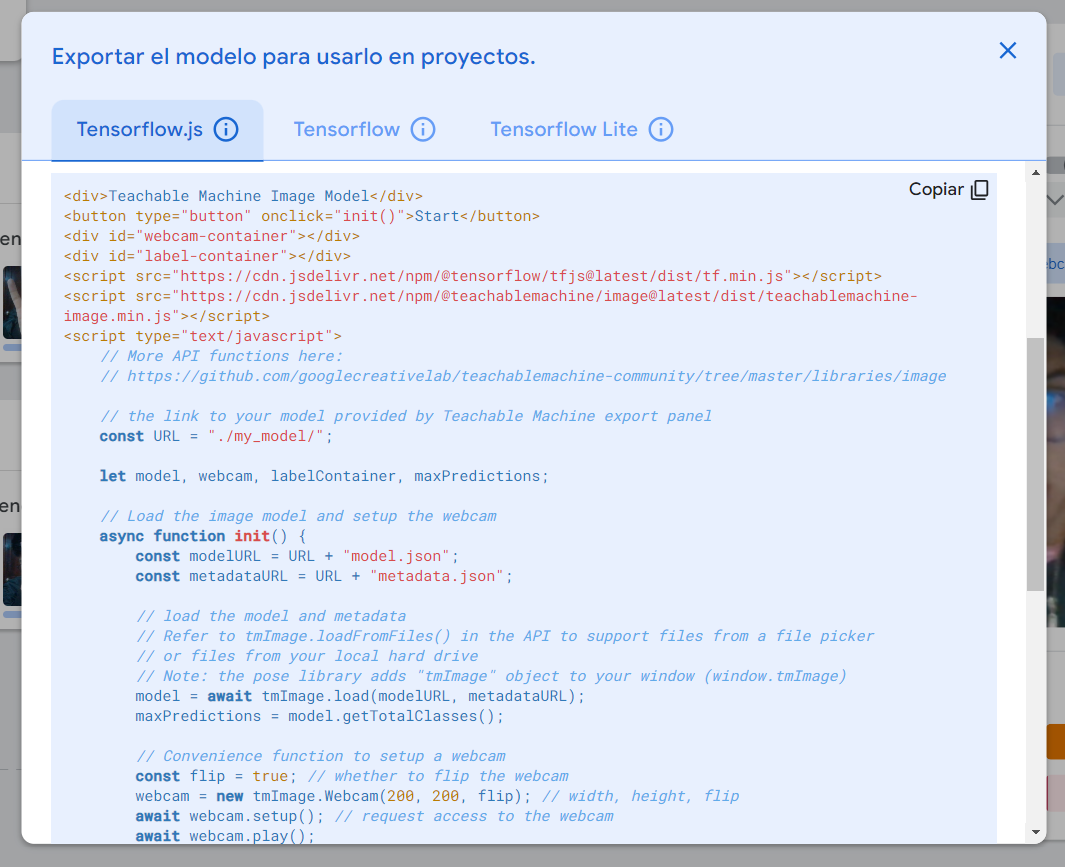 Exportar el modelo para usarlo en proyectos.
Tensorflow.js
Tensorflow
Tensorflow Lite
Copiar
<div>Teachable Machine Image Model</div>
<button type="button" onclick="init()">Start</button>
<div id="webcam-container"></div>
<div id="label-container"></div>
<script src="https://cdn.jsdelivr.net/npm/@tensorflow/tfjs@latest/dist/tf.min.js"></script>
<script src="https://cdn.jsdelivr.net/npm/@teachablemachine/image@latest/dist/teachablemachine-
image.min.js"></script>
<script type="text/javascript">
    // More API functions here:
    // https://github.com/googlecreativelab/teachablemachine-community/tree/master/libraries/image

    // the link to your model provided by Teachable Machine export panel
    const URL = "./my_model/";

    let model, webcam, labelContainer, maxPredictions;

    // Load the image model and setup the webcam
    async function init() {
        const modelURL = URL + "model.json";
        const metadataURL = URL + "metadata.json";

        // load the model and metadata
        // Refer to tmImage.loadFromFiles() in the API to support files from a file picker
        // or files from your local hard drive
        // Note: the pose library adds "tmImage" object to your window (window.tmImage)
        model = await tmImage.load(modelURL, metadataURL);
        maxPredictions = model.getTotalClasses();

        // Convenience function to setup a webcam
        const flip = true; // whether to flip the webcam
        webcam = new tmImage.Webcam(200, 200, flip); // width, height, flip
        await webcam.setup(); // request access to the webcam
        await webcam.play();